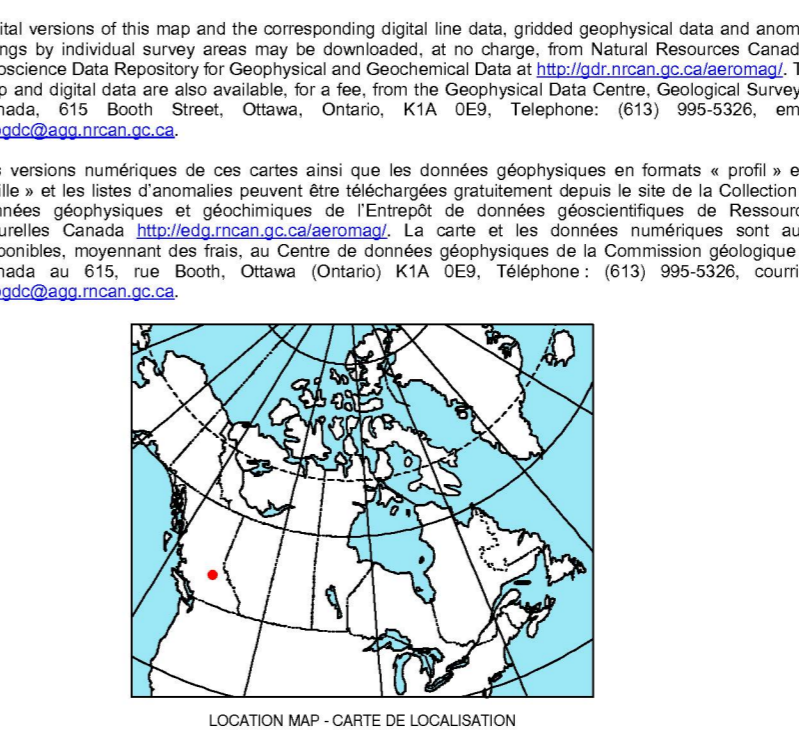 ital versions of this map and the corresponding digital line data, gridded geophysical data and anom
ngs by individual survey areas may be downloaded, at no charge, from Natural Resources Canad
oscience Data Repository for Geophysical and Geochemical Data at http://gdr.nrcan.gc.ca/aeromag/. T
p and digital data are also available, for a fee, from the Geophysical Data Centre, Geological Survey
nada, 615 Booth Street, Ottawa, Ontario, K1A 0E9, Telephone: (613) 995-5326, em
ogdc@agg.nrcan.gc.ca.
s versions numériques de ces cartes ainsi que les données géophysiques en formats « profil » e
ille » et les listes d'anomalies peuvent être téléchargées gratuitement depuis le site de la Collection
nnées géophysiques et géochimiques de l'Entrepôt de données géoscientifiques de Ressourc
urelles Canada http://edg.rncan.gc.ca/aeromag/. La carte et les données numériques sont au
ponibles, moyennant des frais, au Centre de données géophysiques de la Commission géologique
nada au 615, rue Booth, Ottawa (Ontario) K1A 0E9, Téléphone : (613) 995-5326, courri
ogdc@agg.rncan.gc.ca.
LOCATION MAP - CARTE DE LOCALISATION